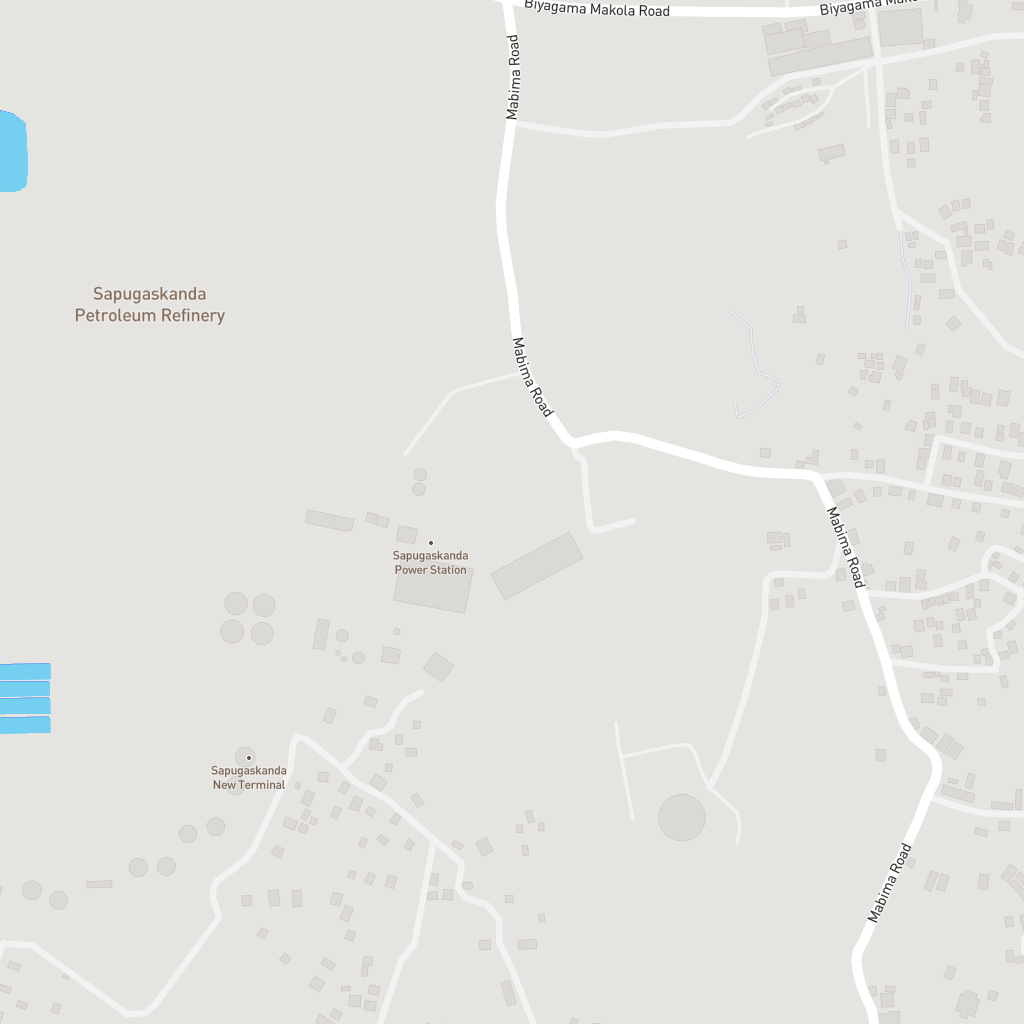 Biyagama Makola Road
Biyagama Mako
Mabima Road
Sapugaskanda
Petroleum Refinery
Mabima Road
Mabima Road
Sapugaskanda
Power Station
Sapugaskanda
New Terminal
Mabima Road